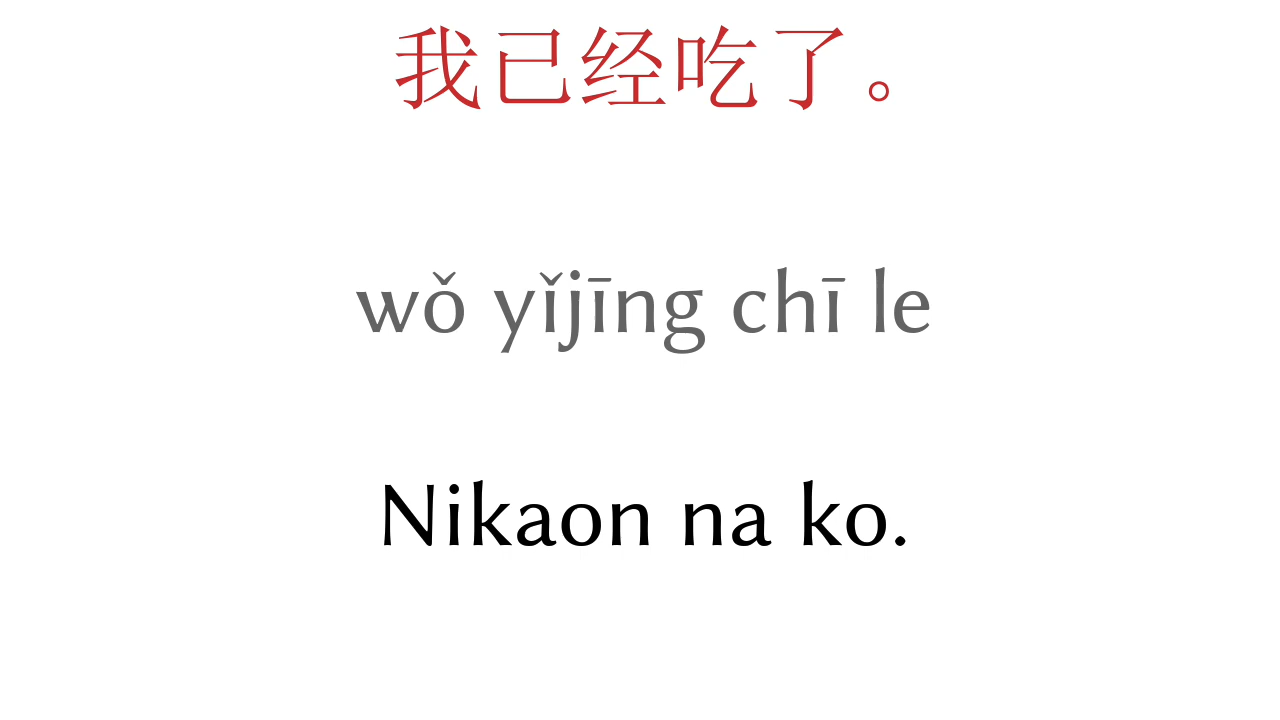 我已经吃了。
wǒ yǐjīng chī le
Nikaon na ko.